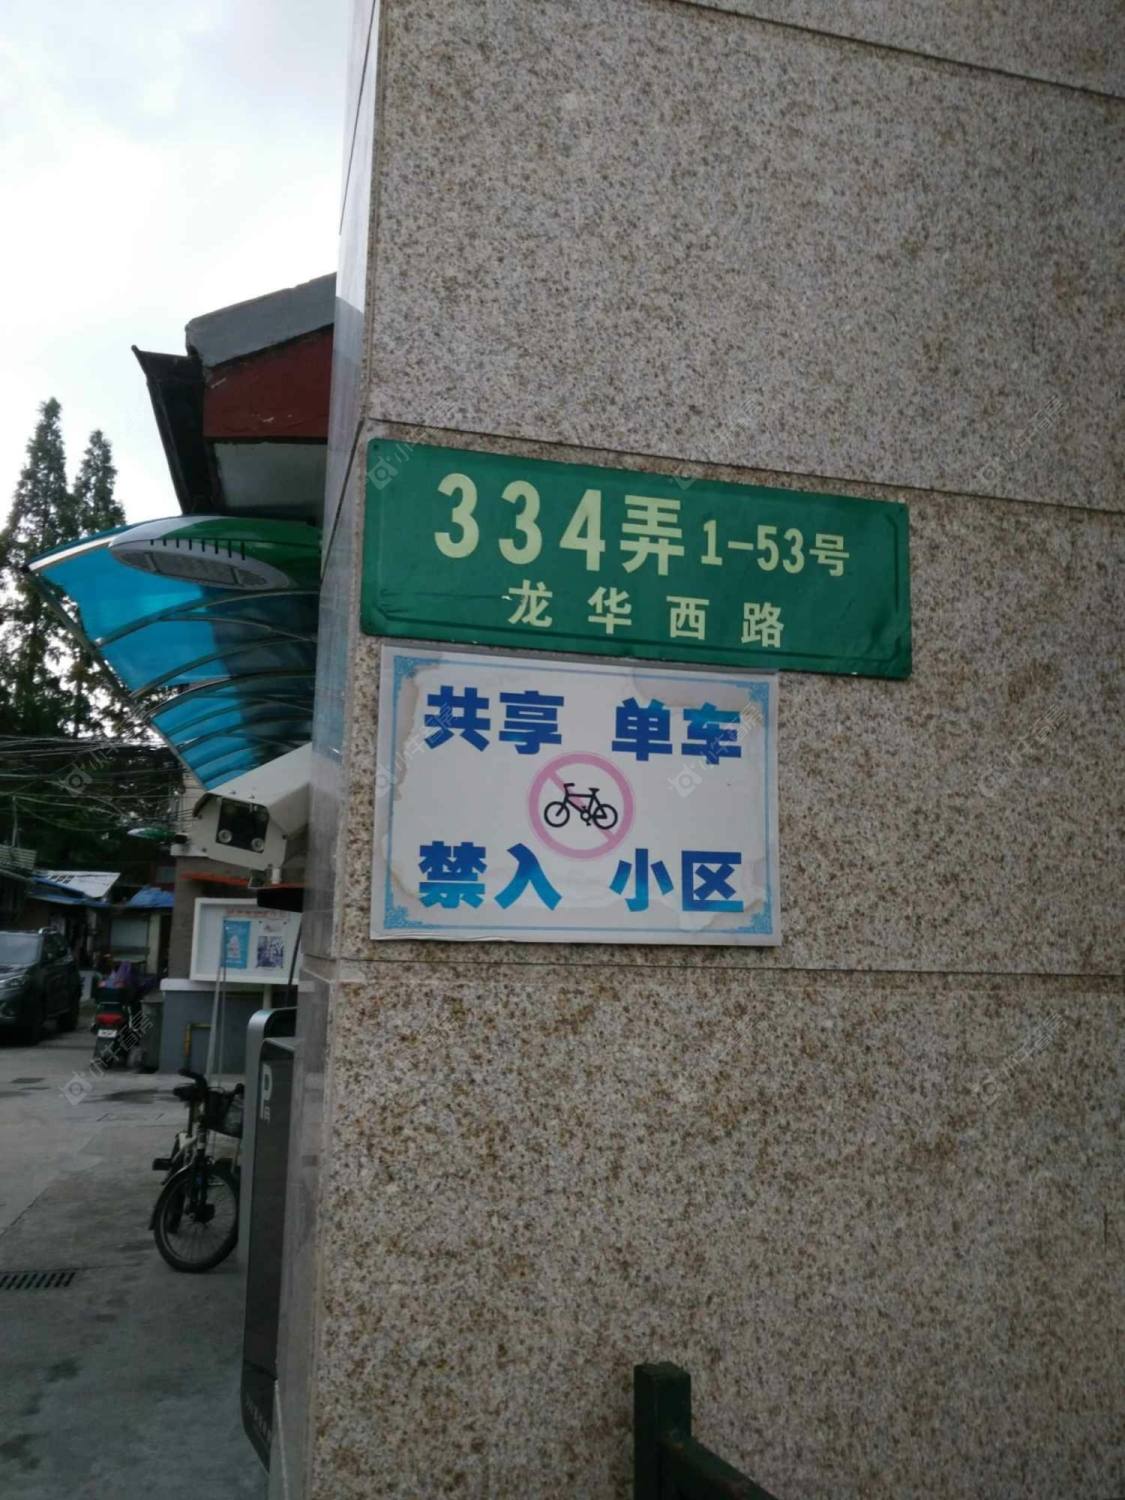 334弄 1-53号
龙华西路
共享 单车
禁入 小区
P